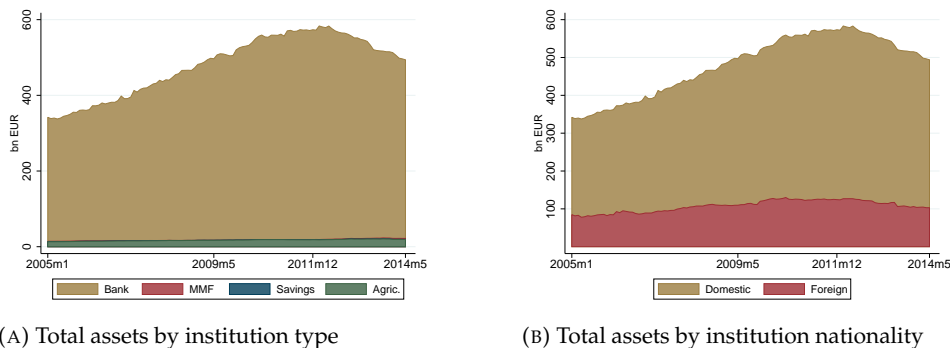 600
400
200
0
bn EUR
2005m1 2009m5 2011m12 2014m5
Bank MMF Savings Agric.
(A) Total assets by institution type
600
500
400
300
200
100
bn EUR
2005m1 2009m5 2011m12 2014m5
Domestic Foreign
(B) Total assets by institution nationality